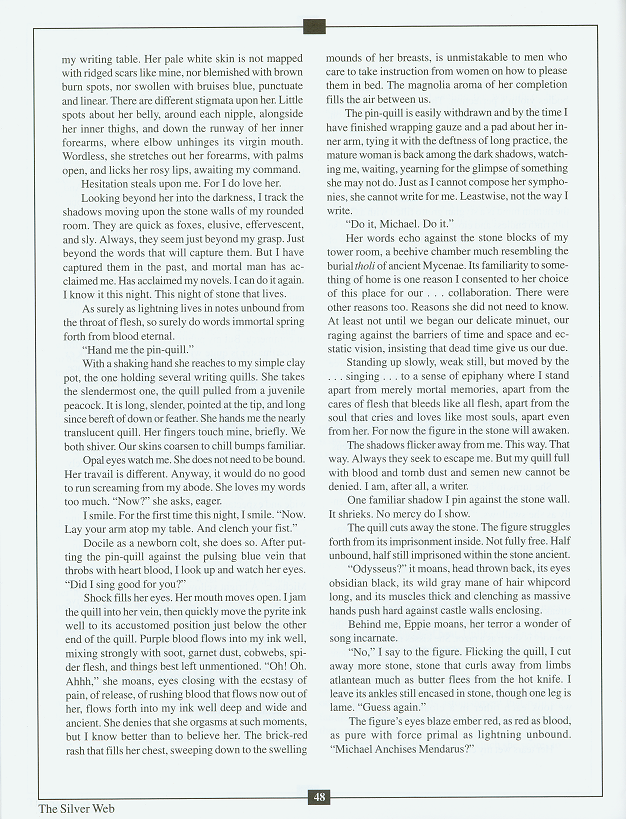 my writing table. Her pale white skin is not mapped
with ridged scars like mine, nor blemished with brown
burn spots, nor swollen with bruises blue, punctuate
and linear. There are different stigmata upon her. Little
spots about her belly, around each nipple, alongside
her inner thighs, and down the runway of her inner
forearms, where elbow unhinges its virgin mouth.
Wordless, she stretches out her forearms, with palms
open, and licks her rosy lips, awaiting my command.
Hesitation steals upon me. For I do love her.
Looking beyond her into the darkness, I track the
shadows moving upon the stone walls of my rounded
room. They are quick as foxes, elusive, effervescent,
and sly. Always, they seem just beyond my grasp. Just
beyond the words that will capture them. But I have
captured them in the past, and mortal man has ac-
claimed me. Has acclaimed my novels. I can do it again.
I know it this night. This night of stone that lives.
As surely as lightning lives in notes unbound from
the throat of flesh, so surely do words immortal spring
forth from blood eternal.
"Hand me the pin-quill."
With a shaking hand she reaches to my simple clay
pot, the one holding several writing quills. She takes
the slendermost one, the quill pulled from a juvenile
peacock. It is long, slender, pointed at the tip, and long
since bereft of down or feather. She hands me the nearly
translucent quill. Her fingers touch mine, briefly. We
both shiver. Our skins coarsen to chill bumps familiar.
Opal eyes watch me. She does not need to be bound.
Her travail is different. Anyway, it would do no good
to run screaming from my abode. She loves my words
too much. "Now?" she asks, eager.
I smile. For the first time this night, I smile. "Now.
Lay your arm atop my table. And clench your fist."
Docile as a newborn colt, she does so. After put-
ting the pin-quill against the pulsing blue vein that
throbs with heart blood, I look up and watch her eyes.
"Did I sing good for you?"
Shock fills her eyes. Her mouth moves open. I jam
the quill into her vein, then quickly move the pyrite ink
well to its accustomed position just below the other
end of the quill. Purple blood flows into my ink well,
mixing strongly with soot, garnet dust, cobwebs, spi-
der flesh, and things best left unmentioned. "Oh! Oh.
Ahhh," she moans, eyes closing with the ecstasy of
pain, of release, of rushing blood that flows now out of
her, flows forth into my ink well deep and wide and
ancient. She denies that she orgasms at such moments,
but I know better than to believe her. The brick-red
rash that fills her chest, sweeping down to the swelling
mounds of her breasts, is unmistakable to men who
care to take instruction from women on how to please
them in bed. The magnolia aroma of her completion
fills the air between us.
The pin-quill is easily withdrawn and by the time I
have finished wrapping gauze and a pad about her in-
ner arm, tying it with the deftness of long practice, the
mature woman is back among the dark shadows, watch-
ing me, waiting, yearning for the glimpse of something
she may not do. Just as I cannot compose her sympho-
nies, she cannot write for me. Leastwise, not the way I
write.
"Do it, Michael. Do it."
Her words echo against the stone blocks of my
tower room, a beehive chamber much resembling the
burial tholi of ancient Mycenae. Its familiarity to some-
thing of home is one reason I consented to her choice
of this place for our . . . collaboration. There were
other reasons too. Reasons she did not need to know.
At least not until we began our delicate minuet, our
raging against the barriers of time and space and ec-
static vision, insisting that dead time give us our due.
Standing up slowly, weak still, but moved by the
. . . singing . . . to a sense of epiphany where I stand
apart from merely mortal memories, apart from the
cares of flesh that bleeds like all flesh, apart from the
soul that cries and loves like most souls, apart even
from her. For now the figure in the stone will awaken.
The shadows flicker away from me. This way. That
way. Always they seek to escape me. But my quill full
with blood and tomb dust and semen new cannot be
denied. I am, after all, a writer.
One familiar shadow I pin against the stone wall.
It shrieks. No mercy do I show.
The quill cuts away the stone. The figure struggles
forth from its imprisonment inside. Not fully free. Half
unbound, half still imprisoned within the stone ancient.
"Odysseus?" it moans, head thrown back, its eyes
obsidian black, its wild gray mane of hair whipcord
long, and its muscles thick and clenching as massive
hands push hard against castle walls enclosing.
Behind me, Eppie moans, her terror a wonder of
song incarnate.
"No," I say to the figure. Flicking the quill, I cut
away more stone, stone that curls away from limbs
atlantean much as butter flees from the hot knife. I
leave its ankles still encased in stone, though one leg is
lame. "Guess again."
The figure's eyes blaze ember red, as red as blood,
as pure with force primal as lightning unbound.
"Michael Anchises Mendarus?"
48
The Silver Web